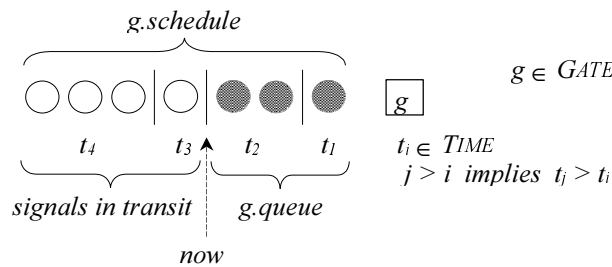 g.schedule
g ∈ GATE
g
t4 t3 t2 t1
ti ∈ TIME
j > i implies tj > ti
signals in transit
g.queue
now